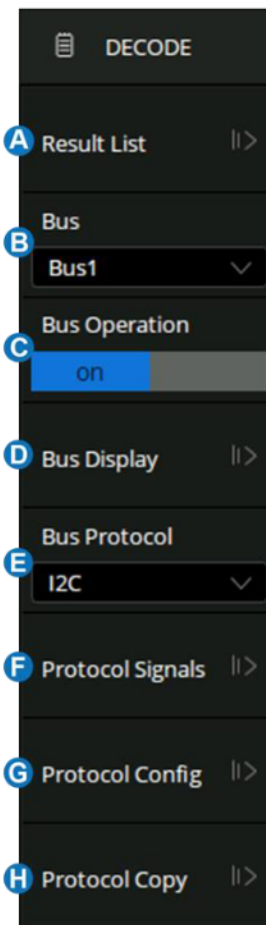 DECODE
A Result List
Bus
B
Bus1
Bus Operation
C
on
D Bus Display
Bus Protocol
E
I2C
F Protocol Signals
G Protocol Config
H Protocol Copy